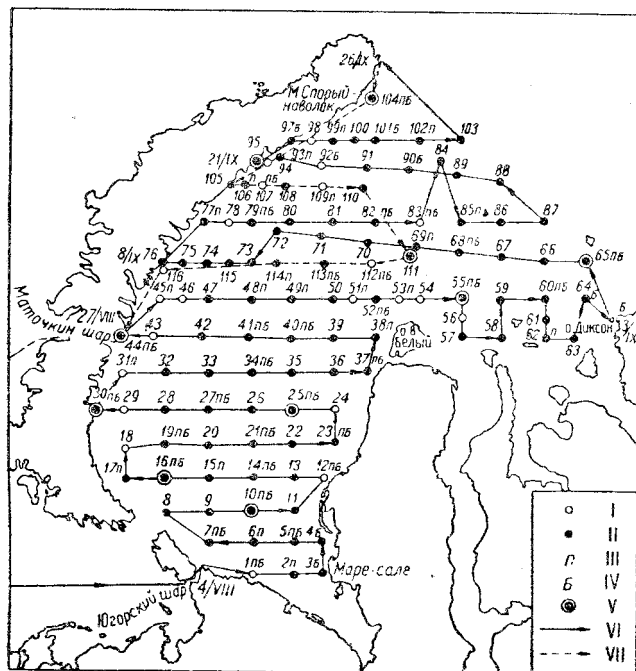 26/IX
М. Спорый
наволок
104пб
97б 98 99п 100 101б 102п 103
95 94 93п 92б 91 90б 84 89 88
21/IX
105 106 п 107 пб 108 109п 110
77п 78 79пб 80 81 82 пб 83пб 85п 86 87
8/IX 76 75 74 73 72 71 70 69п 68пб 67 66 65пб
116 115 114п 113пб 112пб 111
45п 46 47 48п 49п 50 51п 52пб 53п 54 55пб 59 60пб 64
Маточкин шар 27/VIII
56 57 58 61 62 п 63
о. Диксон
Б
3/IX
44пб 43 42 41пб 40пб 39 38п
о-в
Белый
31п 32 33 34пб 35 36 37пб
30пб 29 28 27пб 26 25пб 24
18 19пб 20 21пб 22 23 пб
17п 16пб 15п 14пб 13 12пб
8 9 10пб 11
7пб 6п 5пб 4б
1пб 2п 3б
Маре-сале
4/VIII
Югорский шар
I
II
п III
Б IV
V
VI
VII